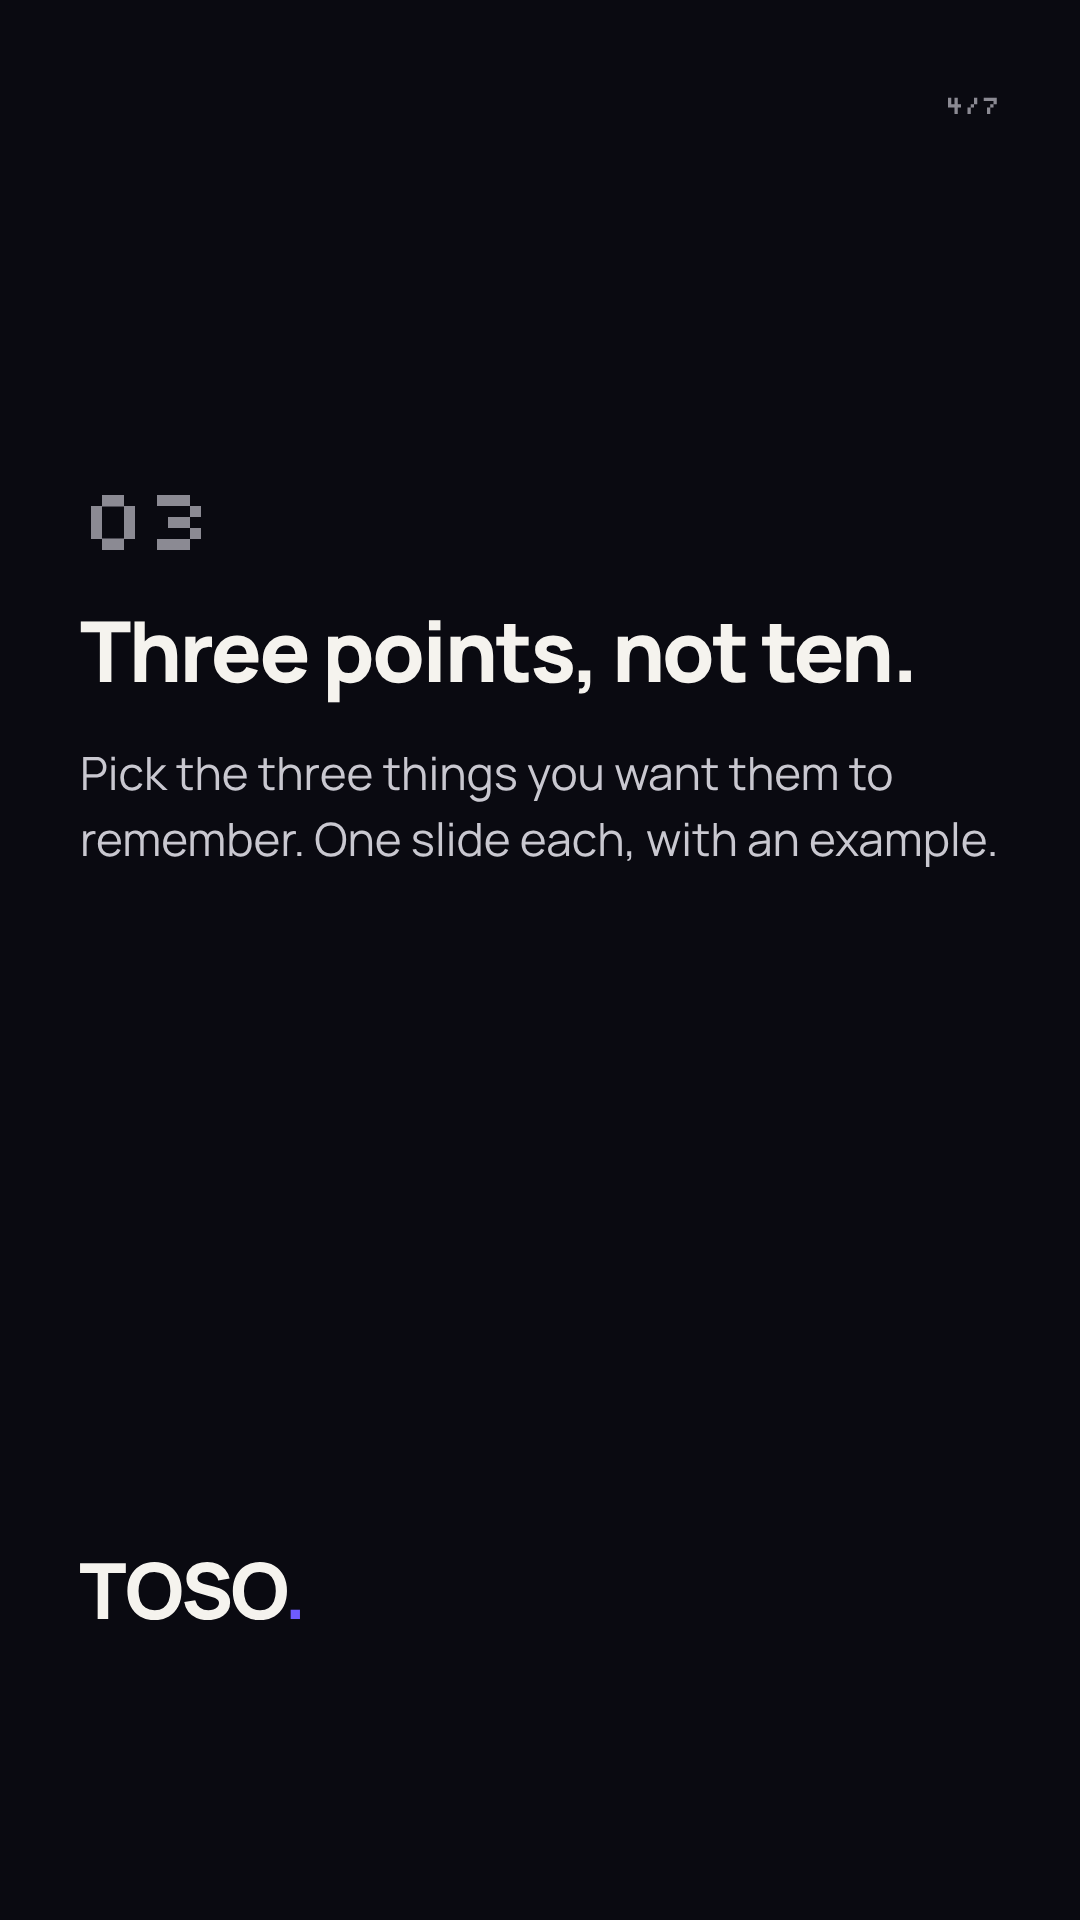 4/7
03
Three points, not ten.
Pick the three things you want them to
remember. One slide each, with an example.
TOSO.